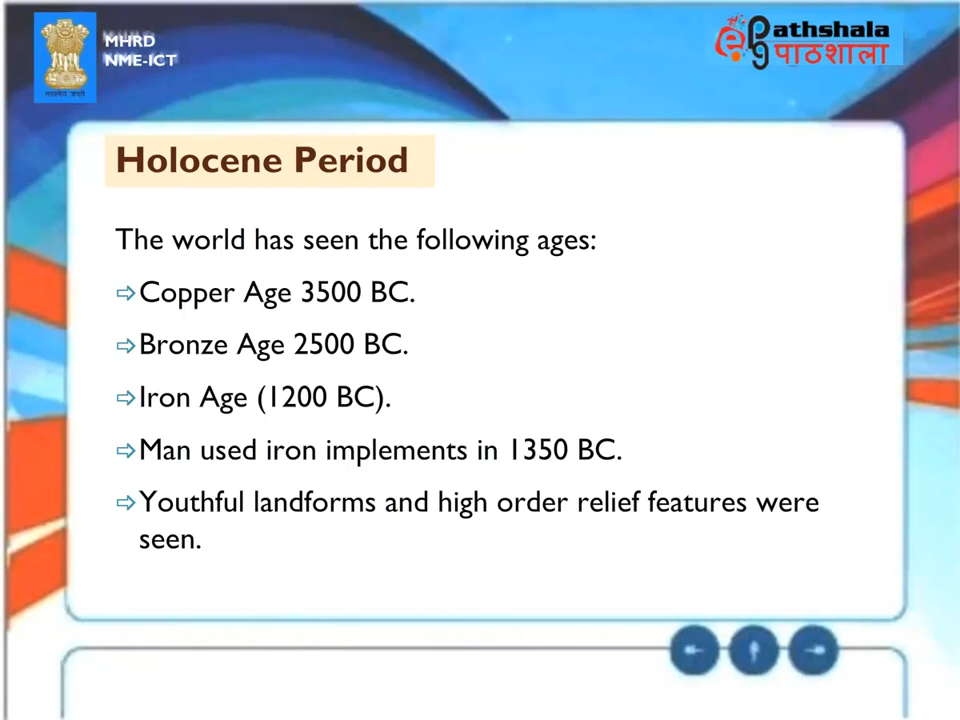 MHRD
NME-ICT
e pg athshala
पाठशाला
Holocene Period
The world has seen the following ages:
⇨Copper Age 3500 BC.
⇨Bronze Age 2500 BC.
⇨Iron Age (1200 BC).
⇨Man used iron implements in 1350 BC.
⇨Youthful landforms and high order relief features were
seen.